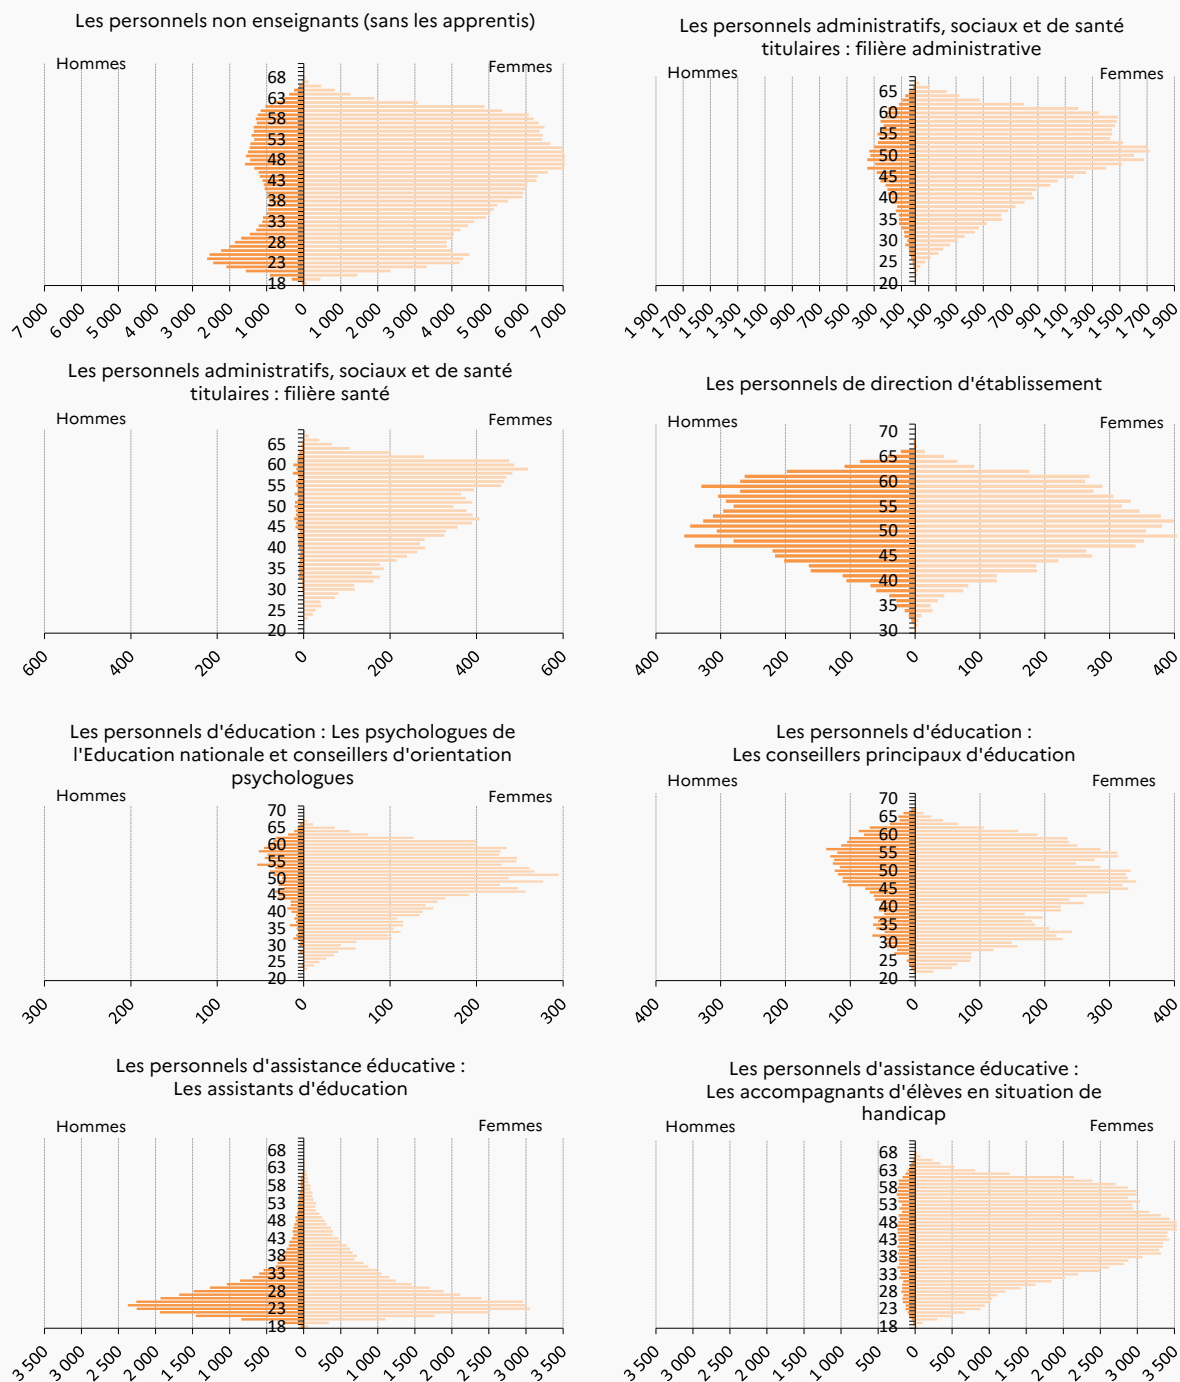 Les personnels non enseignants (sans les apprentis)
Hommes
Femmes
68
63
58
53
48
43
38
33
28
23
18
7 000 6 000 5 000 4 000 3 000 2 000 1 000 0 1 000 2 000 3 000 4 000 5 000 6 000 7 000
Les personnels administratifs, sociaux et de santé
titulaires : filière administrative
Hommes
Femmes
65
60
55
50
45
40
35
30
25
20
1 900 1 700 1 500 1 300 1 100 900 700 500 300 100 100 300 500 700 900 1 100 1 300 1 500 1 700 1 900
Les personnels administratifs, sociaux et de santé
titulaires : filière santé
Hommes
Femmes
65
60
55
50
45
40
35
30
25
20
600 400 200 0 200 400 600
Les personnels de direction d'établissement
Hommes
Femmes
70
65
60
55
50
45
40
35
30
400 300 200 100 0 100 200 300 400
Les personnels d'éducation : Les psychologues de
l'Education nationale et conseillers d'orientation
psychologues
Hommes
Femmes
70
65
60
55
50
45
40
35
30
25
20
300 200 100 0 100 200 300
Les personnels d'éducation :
Les conseillers principaux d'éducation
Hommes
Femmes
70
65
60
55
50
45
40
35
30
25
20
400 300 200 100 0 100 200 300 400
Les personnels d'assistance éducative :
Les assistants d'éducation
Hommes
Femmes
68
63
58
53
48
43
38
33
28
23
18
3 500 3 000 2 500 2 000 1 500 1 000 500 0 500 1 000 1 500 2 000 2 500 3 000 3 500
Les personnels d'assistance éducative :
Les accompagnants d'élèves en situation de
handicap
Hommes
Femmes
68
63
58
53
48
43
38
33
28
23
18
3 500 3 000 2 500 2 000 1 500 1 000 500 0 500 1 000 1 500 2 000 2 500 3 000 3 500